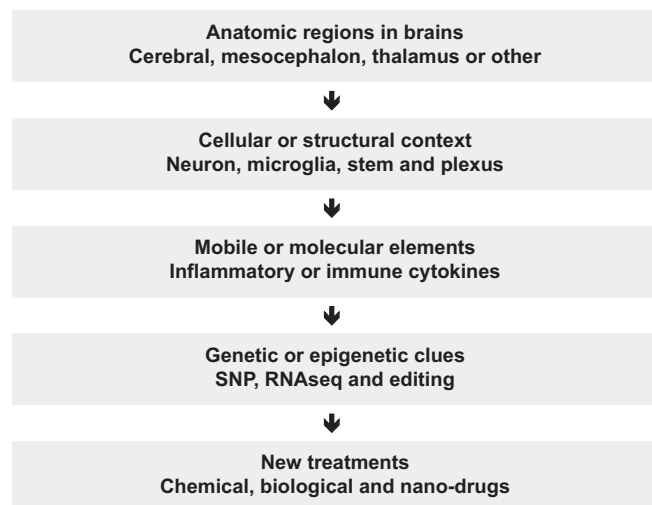 Anatomic regions in brains
Cerebral, mesocephalon, thalamus or other
Cellular or structural context
Neuron, microglia, stem and plexus
Mobile or molecular elements
Inflammatory or immune cytokines
Genetic or epigenetic clues
SNP, RNAseq and editing
New treatments
Chemical, biological and nano-drugs